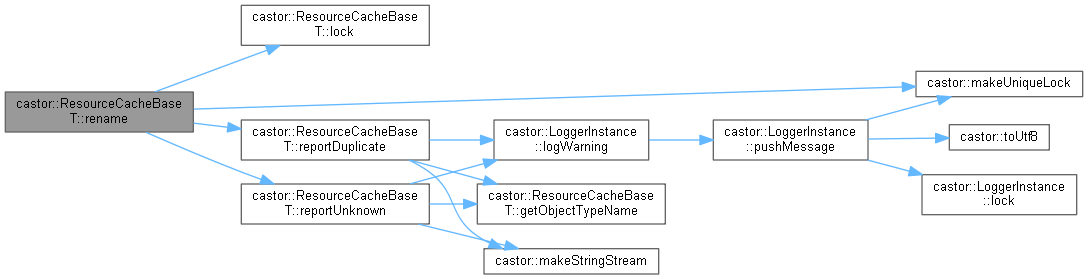 castor::ResourceCacheBase
T::rename
castor::ResourceCacheBase
T::lock
castor::ResourceCacheBase
T::reportDuplicate
castor::ResourceCacheBase
T::reportUnknown
castor::LoggerInstance
::logWarning
castor::ResourceCacheBase
T::getObjectTypeName
castor::makeStringStream
castor::LoggerInstance
::pushMessage
castor::makeUniqueLock
castor::toUtf8
castor::LoggerInstance
::lock